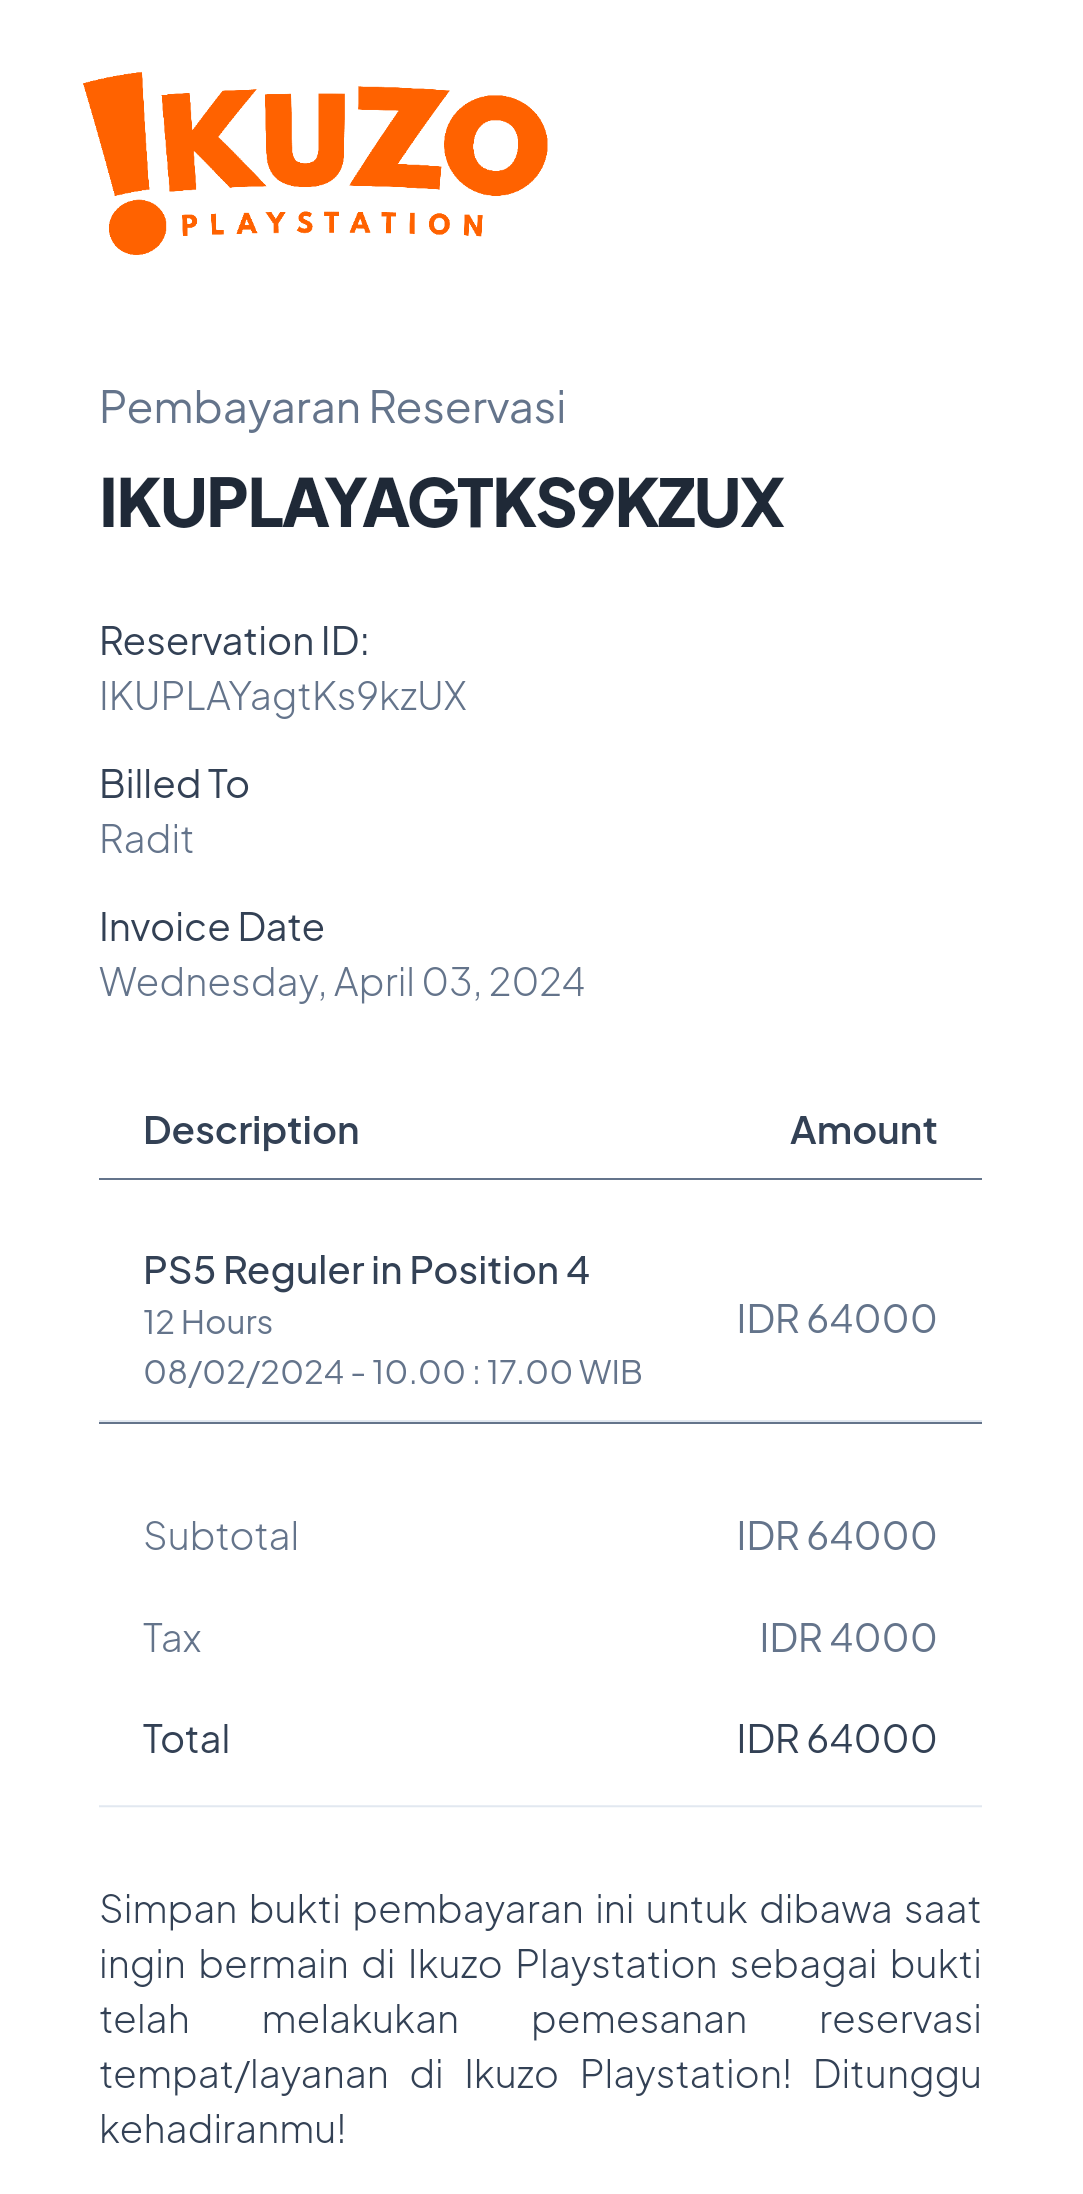 !KUZO
PLAYSTATION
Pembayaran Reservasi
IKUPLAYAGTKS9KZUX
Reservation ID:
IKUPLAYagtKs9kzUX
Billed To
Radit
Invoice Date
Wednesday, April 03, 2024
Description Amount
PS5 Reguler in Position 4
12 Hours
IDR 64000
08/02/2024 - 10.00 : 17.00 WIB
Subtotal IDR 64000
Tax IDR 4000
Total IDR 64000
Simpan bukti pembayaran ini untuk dibawa saat
ingin bermain di Ikuzo Playstation sebagai bukti
telah melakukan pemesanan reservasi
tempat/layanan di Ikuzo Playstation! Ditunggu
kehadiranmu!